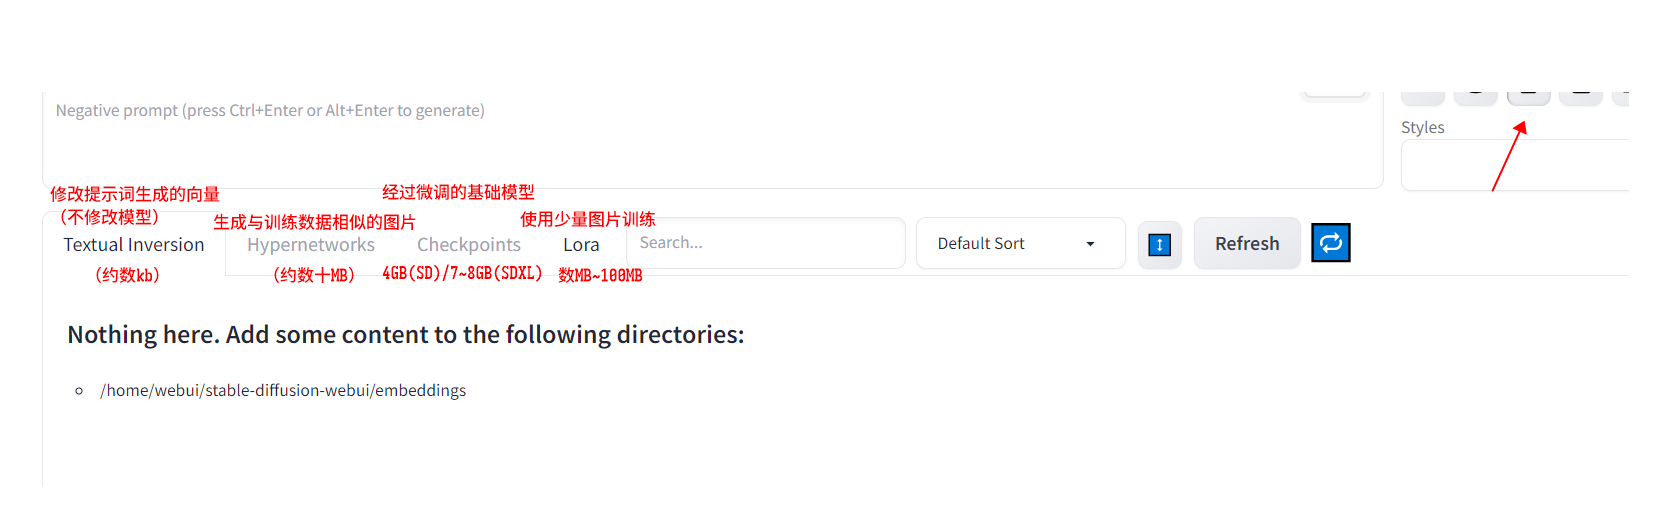 Negative prompt (press Ctrl+Enter or Alt+Enter to generate)
Styles
修改提示词生成的向量
（不修改模型）
生成与训练数据相似的图片
经过微调的基础模型
使用少量图片训练
Textual Inversion
Hypernetworks
Checkpoints
Lora
Search...
Default Sort
Refresh
（约数kb）
（约数十MB）
4GB(SD)/7~8GB(SDXL)
数MB~100MB
Nothing here. Add some content to the following directories:
/home/webui/stable-diffusion-webui/embeddings